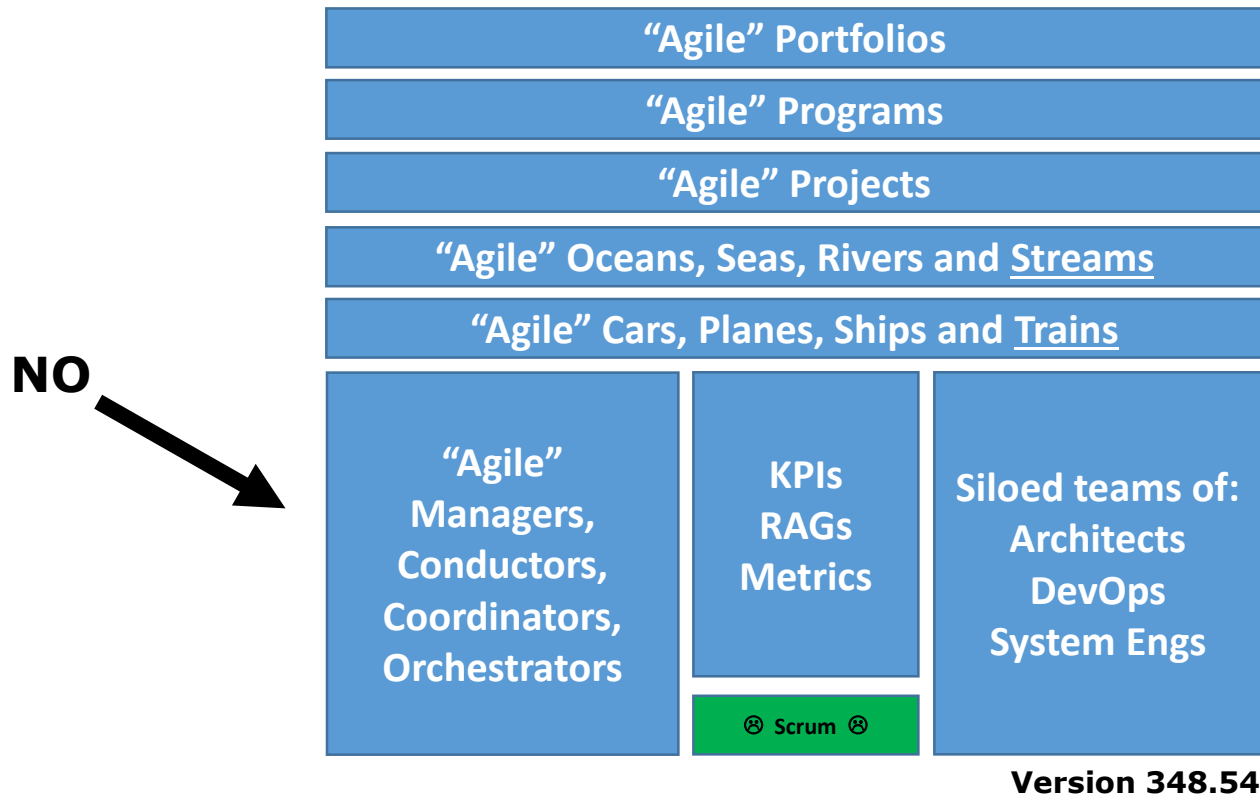 “Agile” Portfolios
“Agile” Programs
“Agile” Projects
“Agile” Oceans, Seas, Rivers and Streams
“Agile” Cars, Planes, Ships and Trains
NO
“Agile”
Managers,
Conductors,
Coordinators,
Orchestrators
KPIs
RAGs
Metrics
Siloed teams of:
Architects
DevOps
System Engs
☹ Scrum ☹
Version 348.54